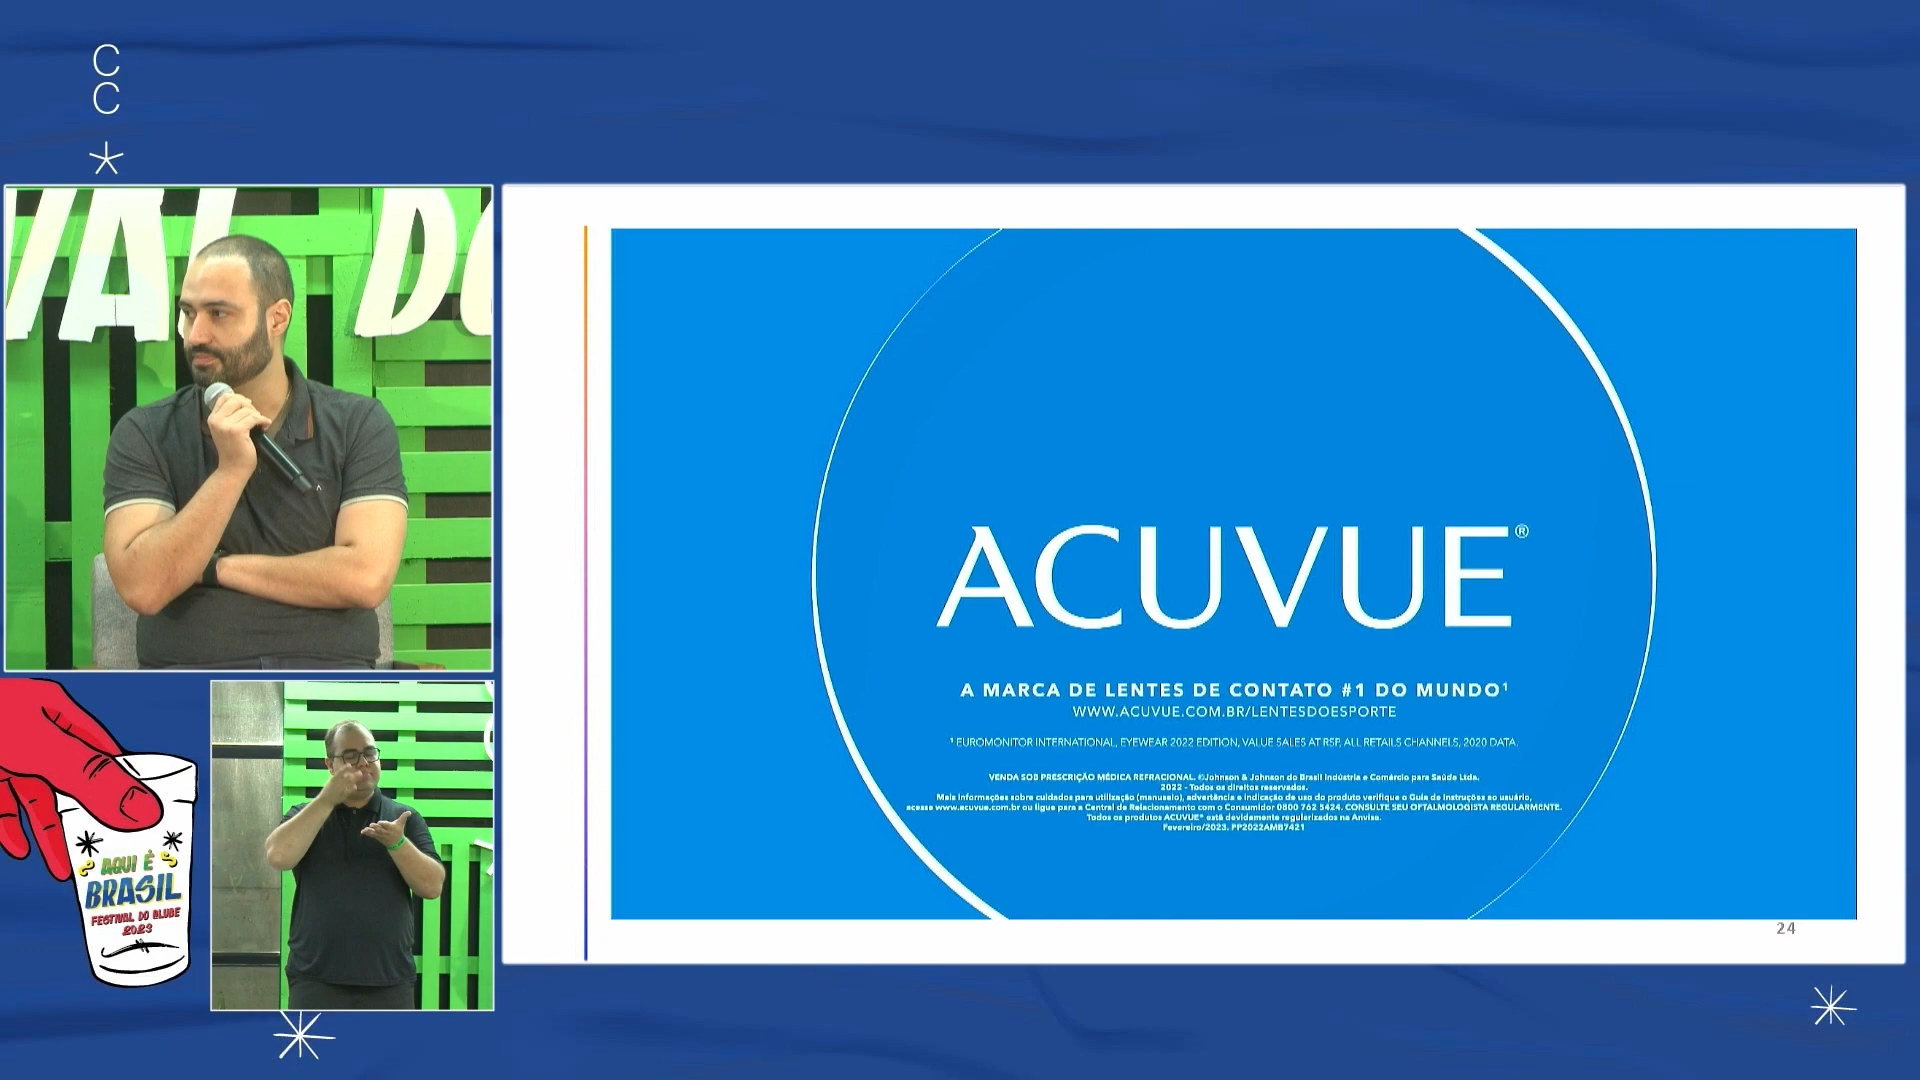 C
C
VAL DO
ACUVUE®
A MARCA DE LENTES DE CONTATO #1 DO MUNDO¹
WWW.ACUVUE.COM.BR/LENTESDOESPORTE
¹ EUROMONITOR INTERNATIONAL, EYEWEAR 2022 EDITION, VALUE SALES AT RSP, ALL RETAILS CHANNELS, 2020 DATA.
VENDA SOB PRESCRIÇÃO MÉDICA REFRACIONAL. ©Johnson & Johnson do Brasil Indústria e Comércio para Saúde Ltda.
2022 - Todos os direitos reservados.
Mais informações sobre cuidados para utilização (manuseio), advertência e indicação de uso do produto verifique o Guia de Instruções ao usuário,
acesse www.acuvue.com.br ou ligue para a Central de Relacionamento com o Consumidor 0800 762 5424. CONSULTE SEU OFTALMOLOGISTA REGULARMENTE.
Todos os produtos ACUVUE® está devidamente regularizados na Anvisa.
Fevereiro/2023. PP2022AMB7421
24
AQUI É
BRASIL
FESTIVAL DO CLUBE
2023